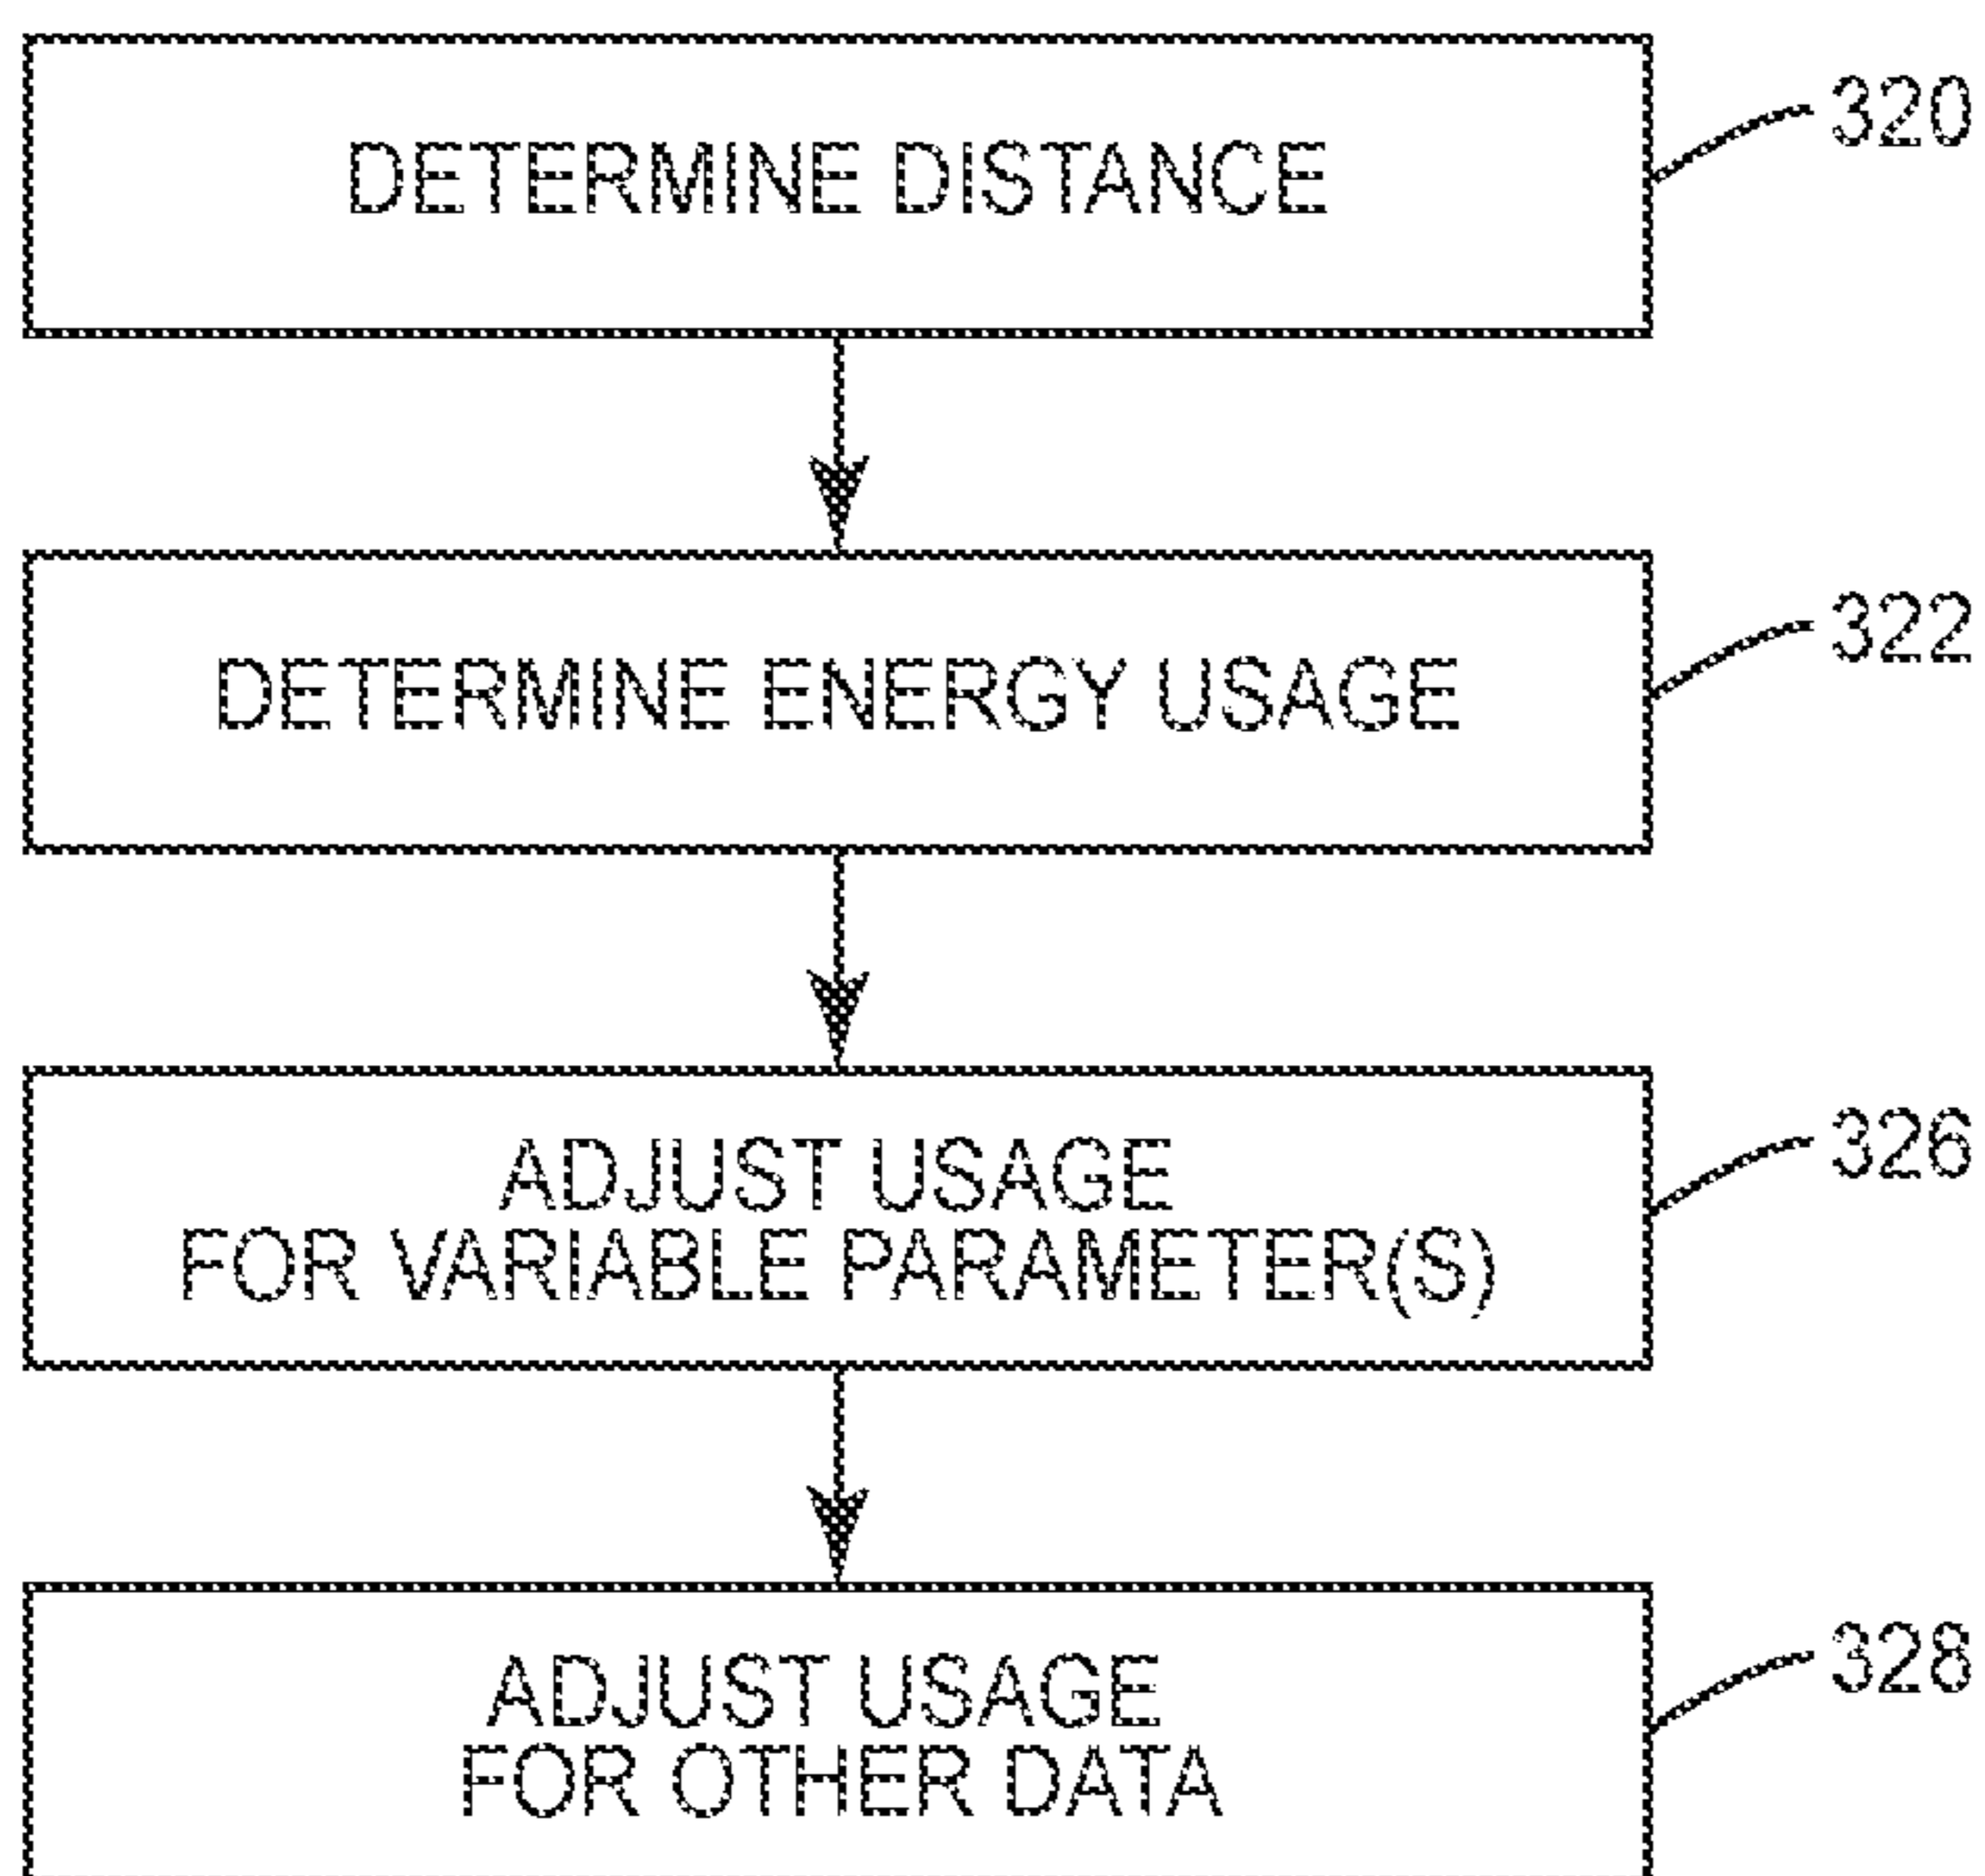 DETERMINE DISTANCE
320
DETERMINE ENERGY USAGE
322
ADJUST USAGE
FOR VARIABLE PARAMETER(S)
326
ADJUST USAGE
FOR OTHER DATA
328